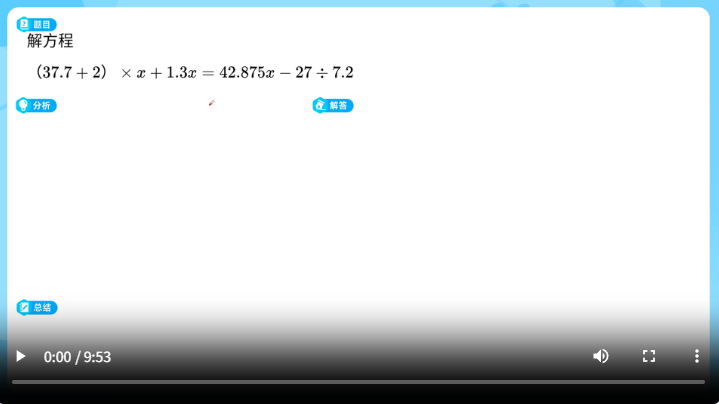 题目
解方程
（37.7 + 2） × x + 1.3x = 42.875x − 27 ÷ 7.2
分析
解答
总结
0:00 / 9:53